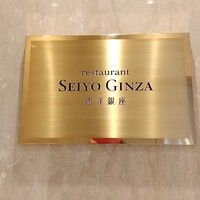 restaurant
SEIYO GINZA
西洋銀座